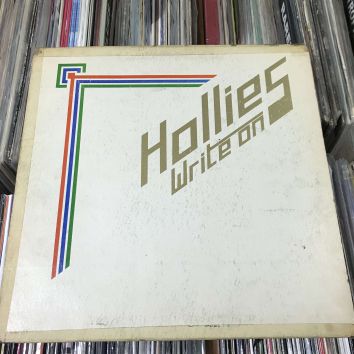 Hollies
Write on